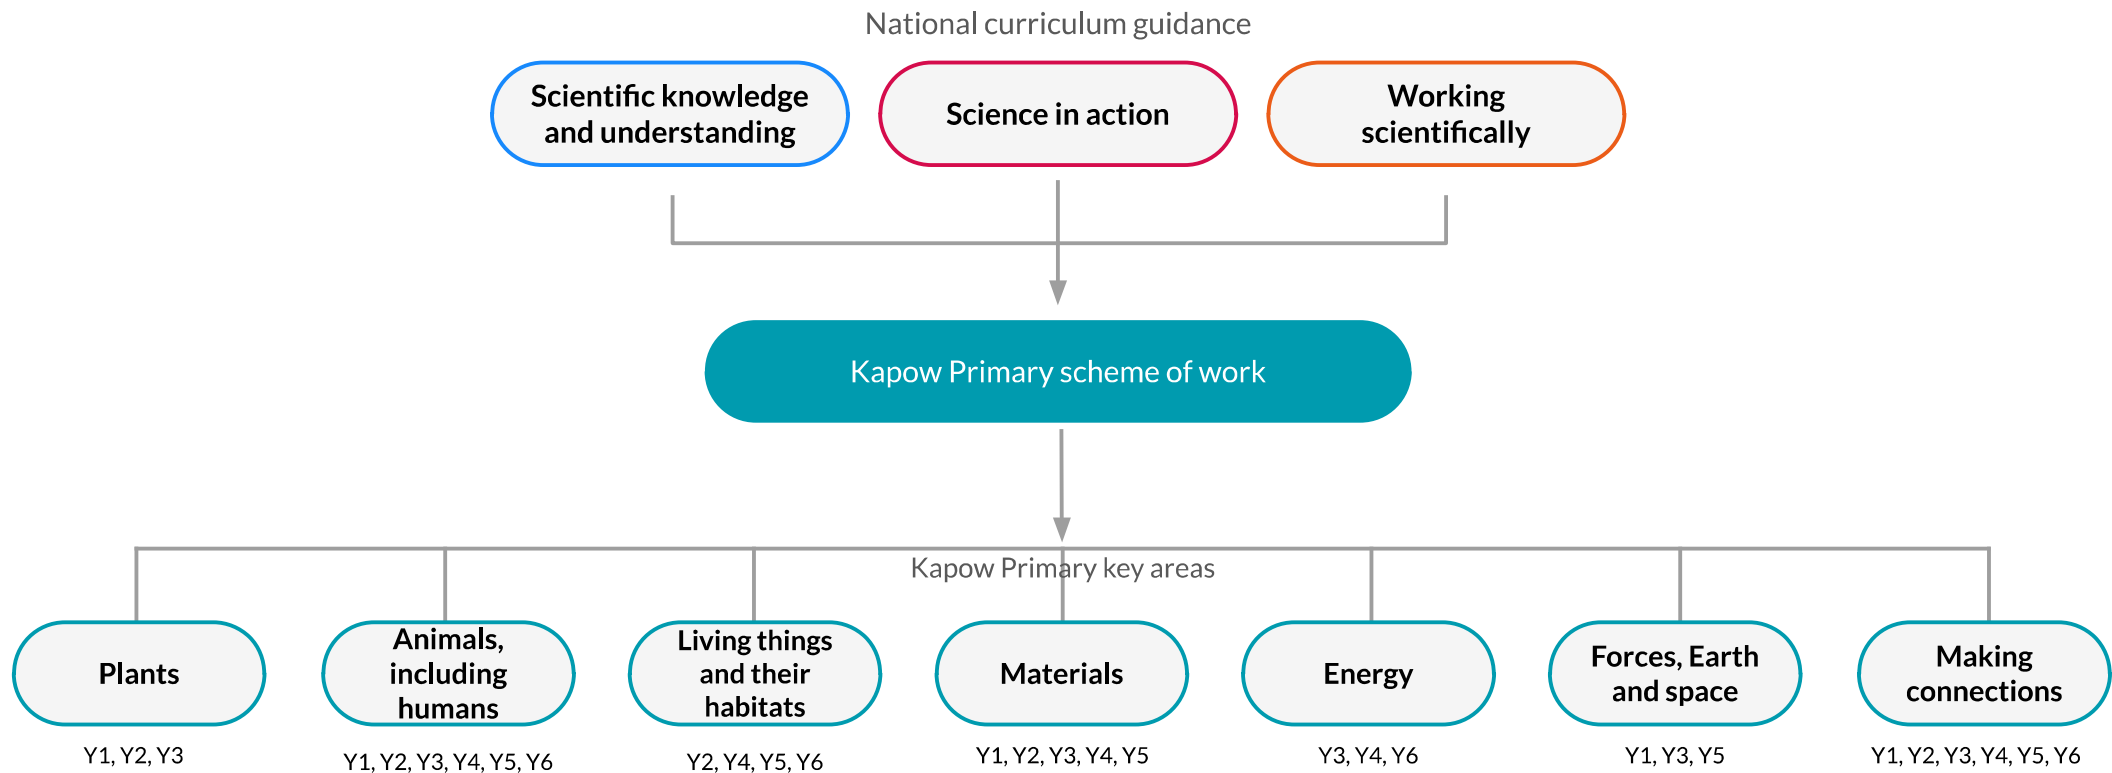 National curriculum guidance
Scientific knowledge
and understanding
Science in action
Working
scientifically
Kapow Primary scheme of work
Kapow Primary key areas
Plants
Y1, Y2, Y3
Animals,
including
humans
Y1, Y2, Y3, Y4, Y5, Y6
Living things
and their
habitats
Y2, Y4, Y5, Y6
Materials
Y1, Y2, Y3, Y4, Y5
Energy
Y3, Y4, Y6
Forces, Earth
and space
Y1, Y3, Y5
Making
connections
Y1, Y2, Y3, Y4, Y5, Y6